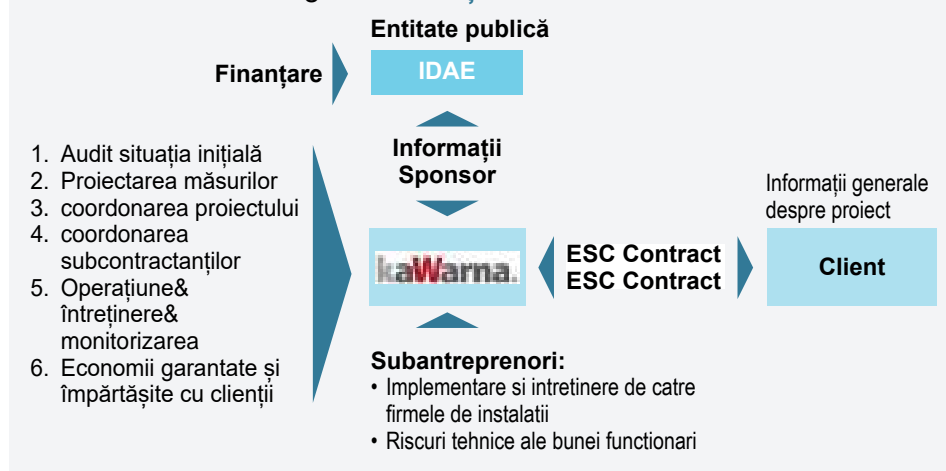 Entitate publică
Finanțare
IDAE
Informații
Sponsor
1. Audit situația inițială
2. Proiectarea măsurilor
3. coordonarea proiectului
4. coordonarea
subcontractanților
5. Operațiune&
întreținere&
monitorizarea
6. Economii garantate și
împărtășite cu clienții
kaWarna.
ESC Contract
ESC Contract
Informații generale
despre proiect
Client
Subantreprenori:
• Implementare si intretinere de catre
firmele de instalatii
• Riscuri tehnice ale bunei functionari